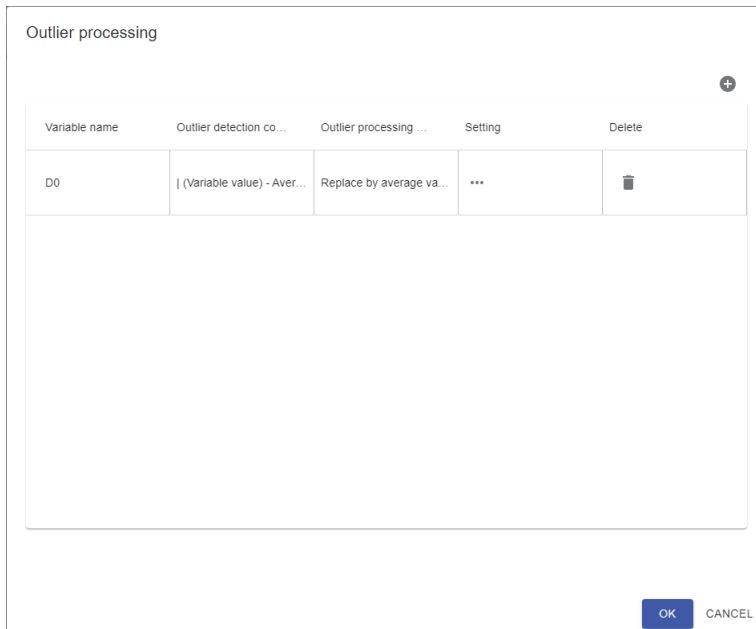 Outlier processing
Variable name Outlier detection co... Outlier processing ... Setting Delete
D0 | (Variable value) - Aver... Replace by average va...
OK CANCEL